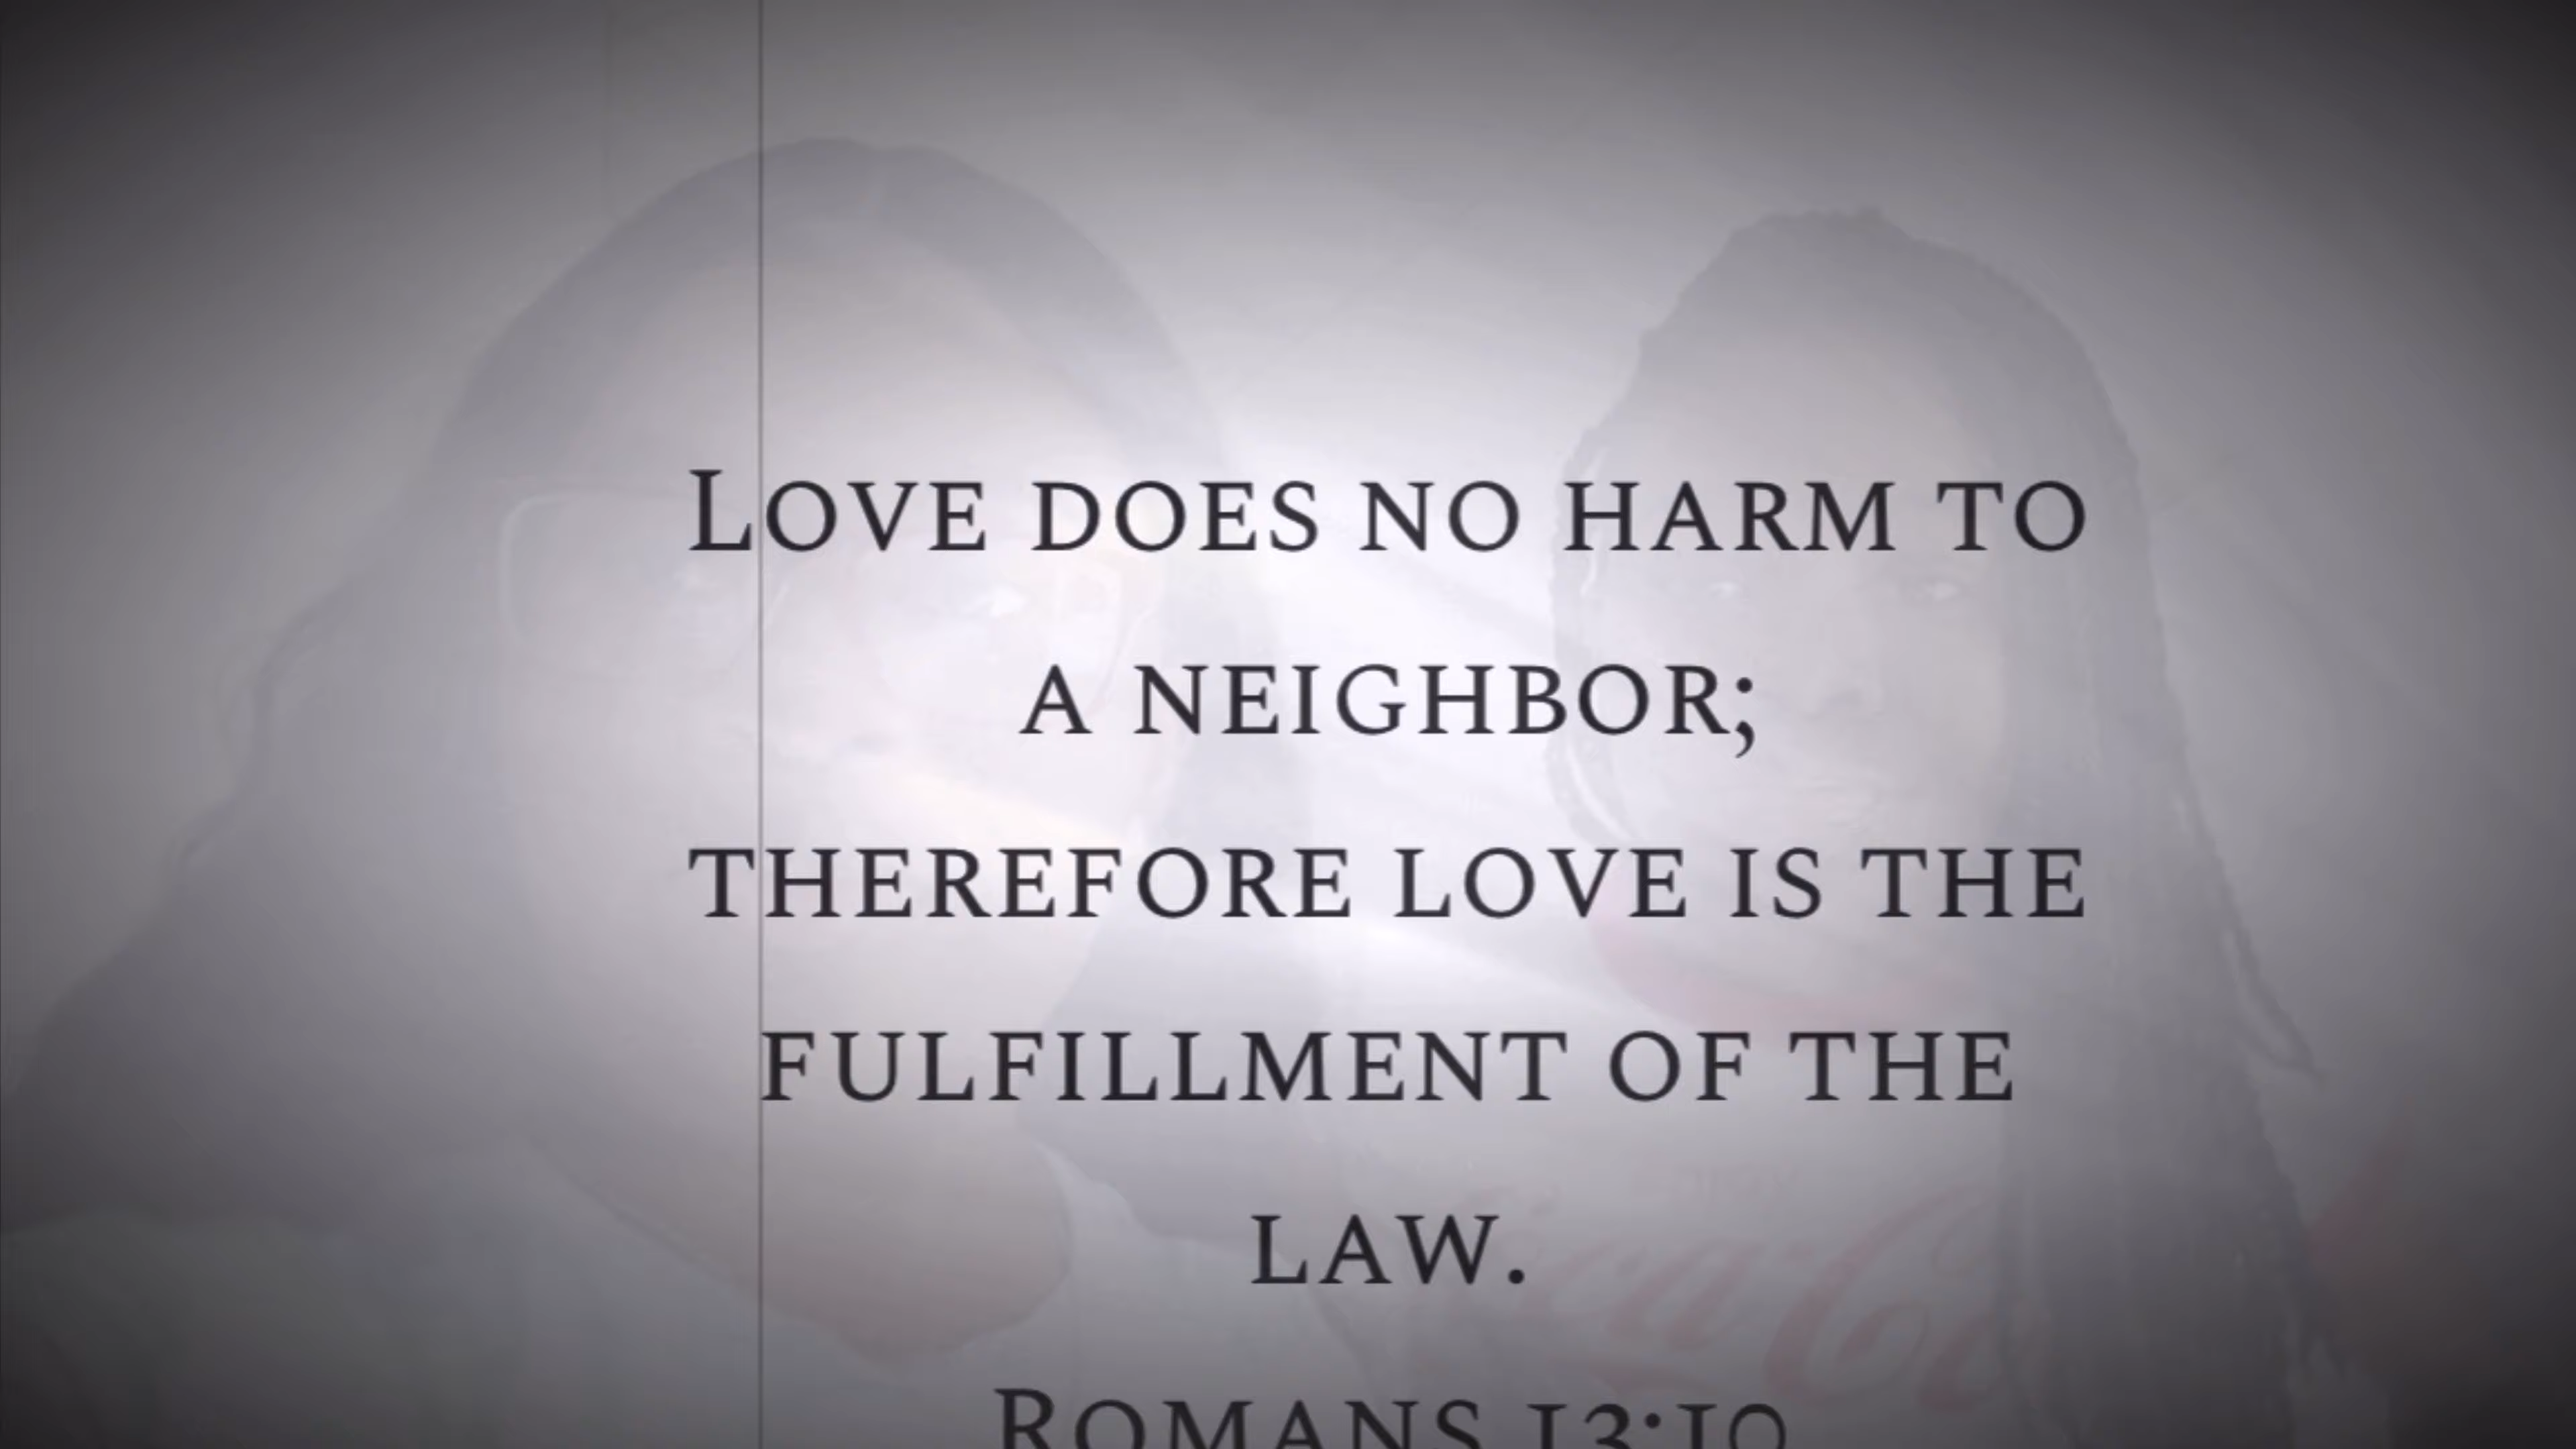 Love does no harm to
a neighbor;
therefore love is the
fulfillment of the
law.
Romans 13:10